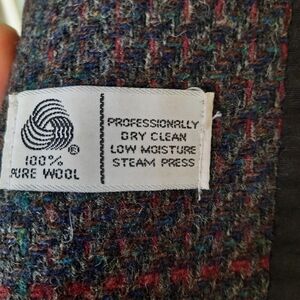 ®
100%
PURE WOOL
PROFESSIONALLY
DRY CLEAN
LOW MOISTURE
STEAM PRESS